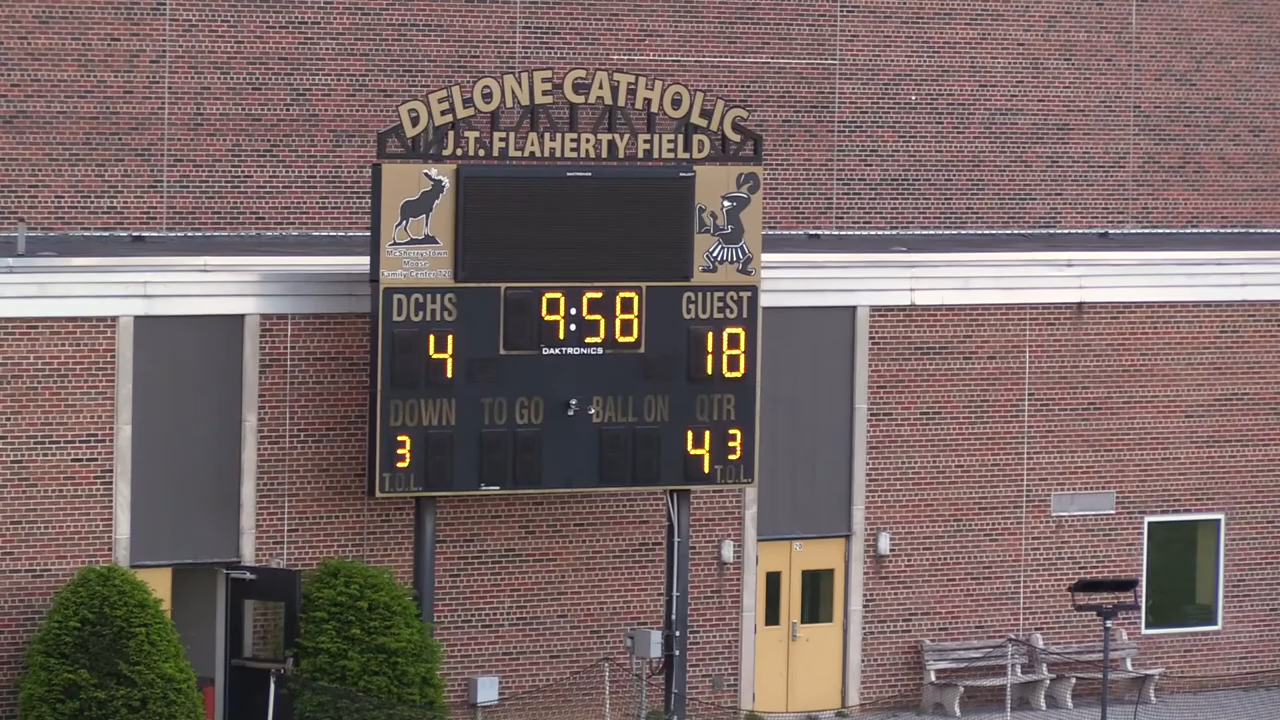 DELONE CATHOLIC
J.T. FLAHERTY FIELD
DAKTRONICS
McSherrystown
Moose
Family Center 720
DCHS 9:58 GUEST
DAKTRONICS
4 18
DOWN TO GO BALL ON QTR
3 4 3
T.O.L. T.O.L.